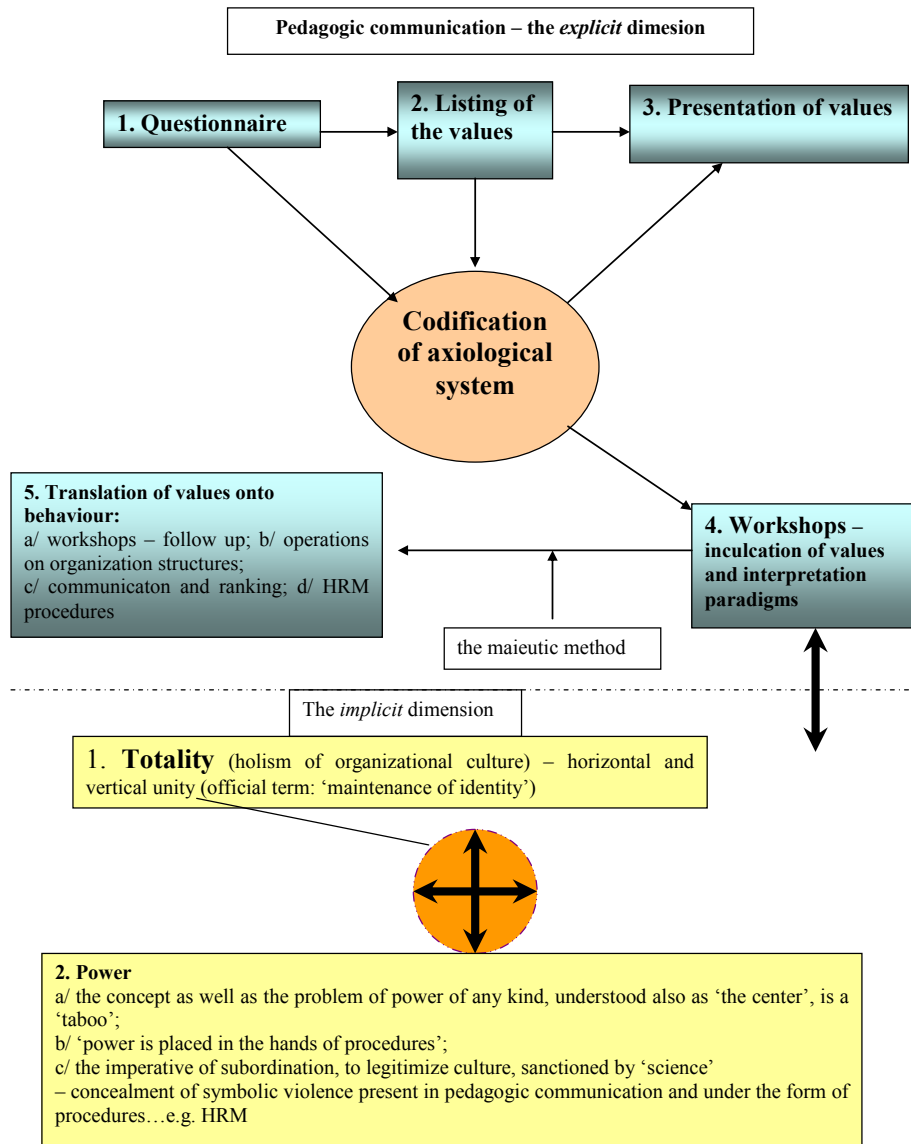 Pedagogic communication – the explicit dimesion
1. Questionnaire
2. Listing of
the values
3. Presentation of values
Codification
of axiological
system
5. Translation of values onto
behaviour:
a/ workshops – follow up; b/ operations
on organization structures;
c/ communicaton and ranking; d/ HRM
procedures
4. Workshops –
inculcation of values
and interpretation
paradigms
the maieutic method
The implicit dimension
1. Totality (holism of organizational culture) – horizontal and
vertical unity (official term: ‘maintenance of identity’)
2. Power
a/ the concept as well as the problem of power of any kind, understood also as ‘the center’, is a
‘taboo’;
b/ ‘power is placed in the hands of procedures’;
c/ the imperative of subordination, to legitimize culture, sanctioned by ‘science’
– concealment of symbolic violence present in pedagogic communication and under the form of
procedures…e.g. HRM